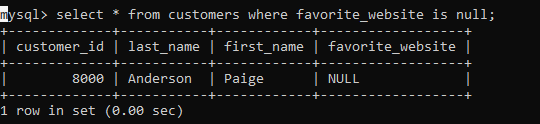 mysql> select * from customers where favorite_website is null;
+-------------+-----------+------------+------------------+
| customer_id | last_name | first_name | favorite_website |
+-------------+-----------+------------+------------------+
|        8000 | Anderson  | Paige      | NULL             |
+-------------+-----------+------------+------------------+
1 row in set (0.00 sec)